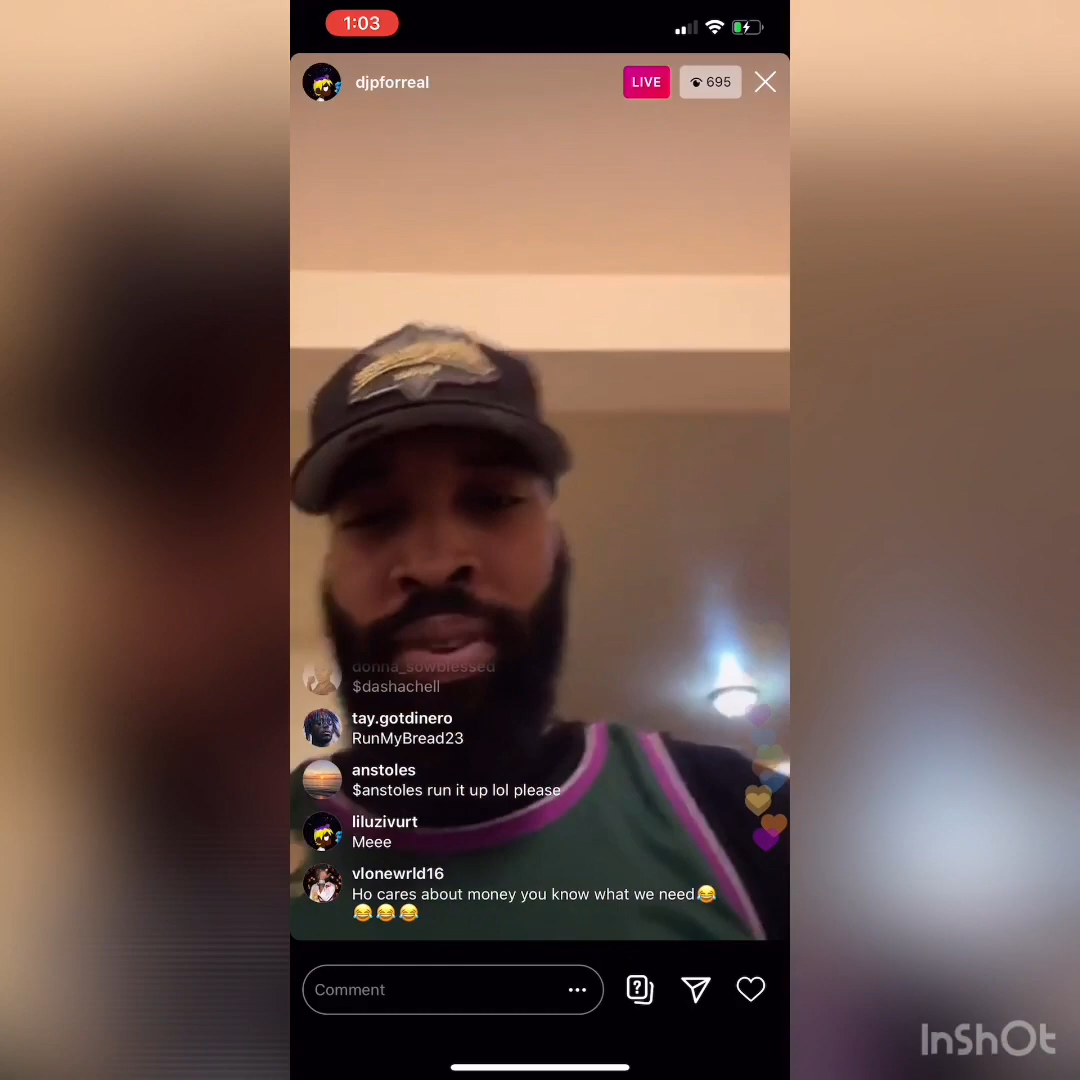 1:03
djpforreal
LIVE
695
donna_sowblessed
$dashachell
tay.gotdinero
RunMyBread23
anstoles
$anstoles run it up lol please
liluzivurt
Meee
vlonewrld16
Ho cares about money you know what we need😂
😂😂😂
Comment
InShOt